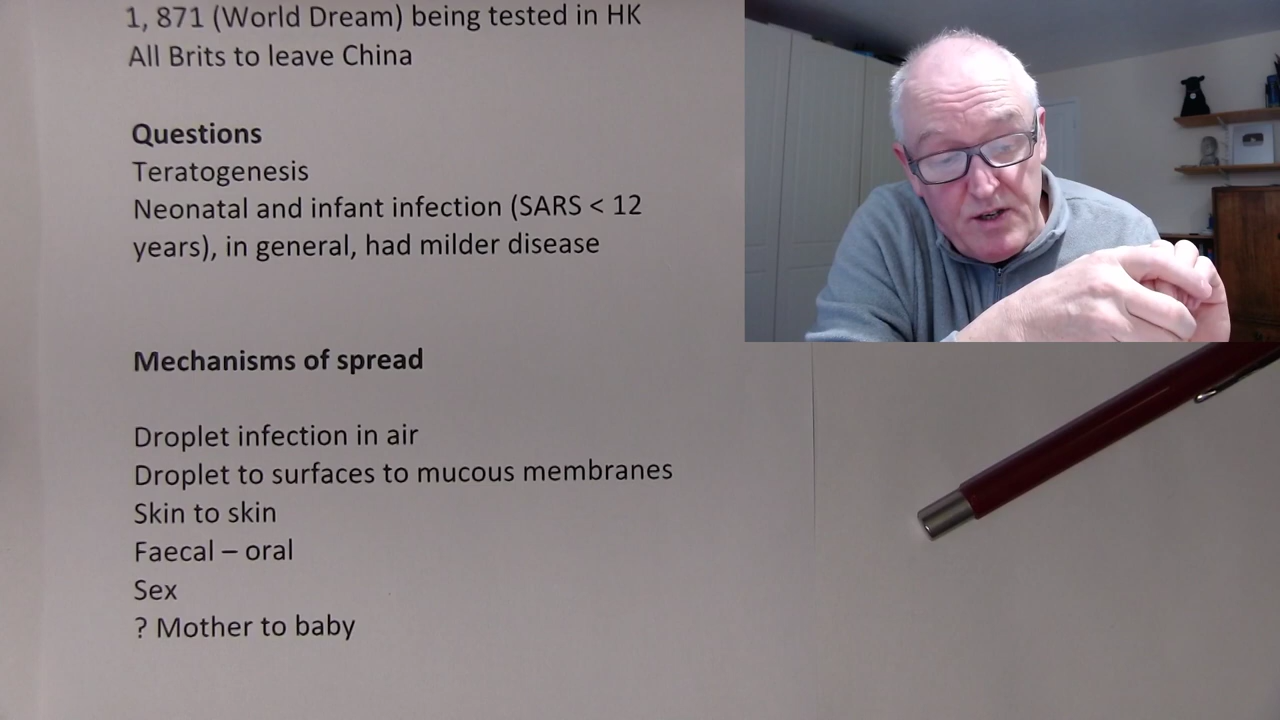 1, 871 (World Dream) being tested in HK
All Brits to leave China
Questions
Teratogenesis
Neonatal and infant infection (SARS < 12
years), in general, had milder disease
Mechanisms of spread
Droplet infection in air
Droplet to surfaces to mucous membranes
Skin to skin
Faecal – oral
Sex
? Mother to baby